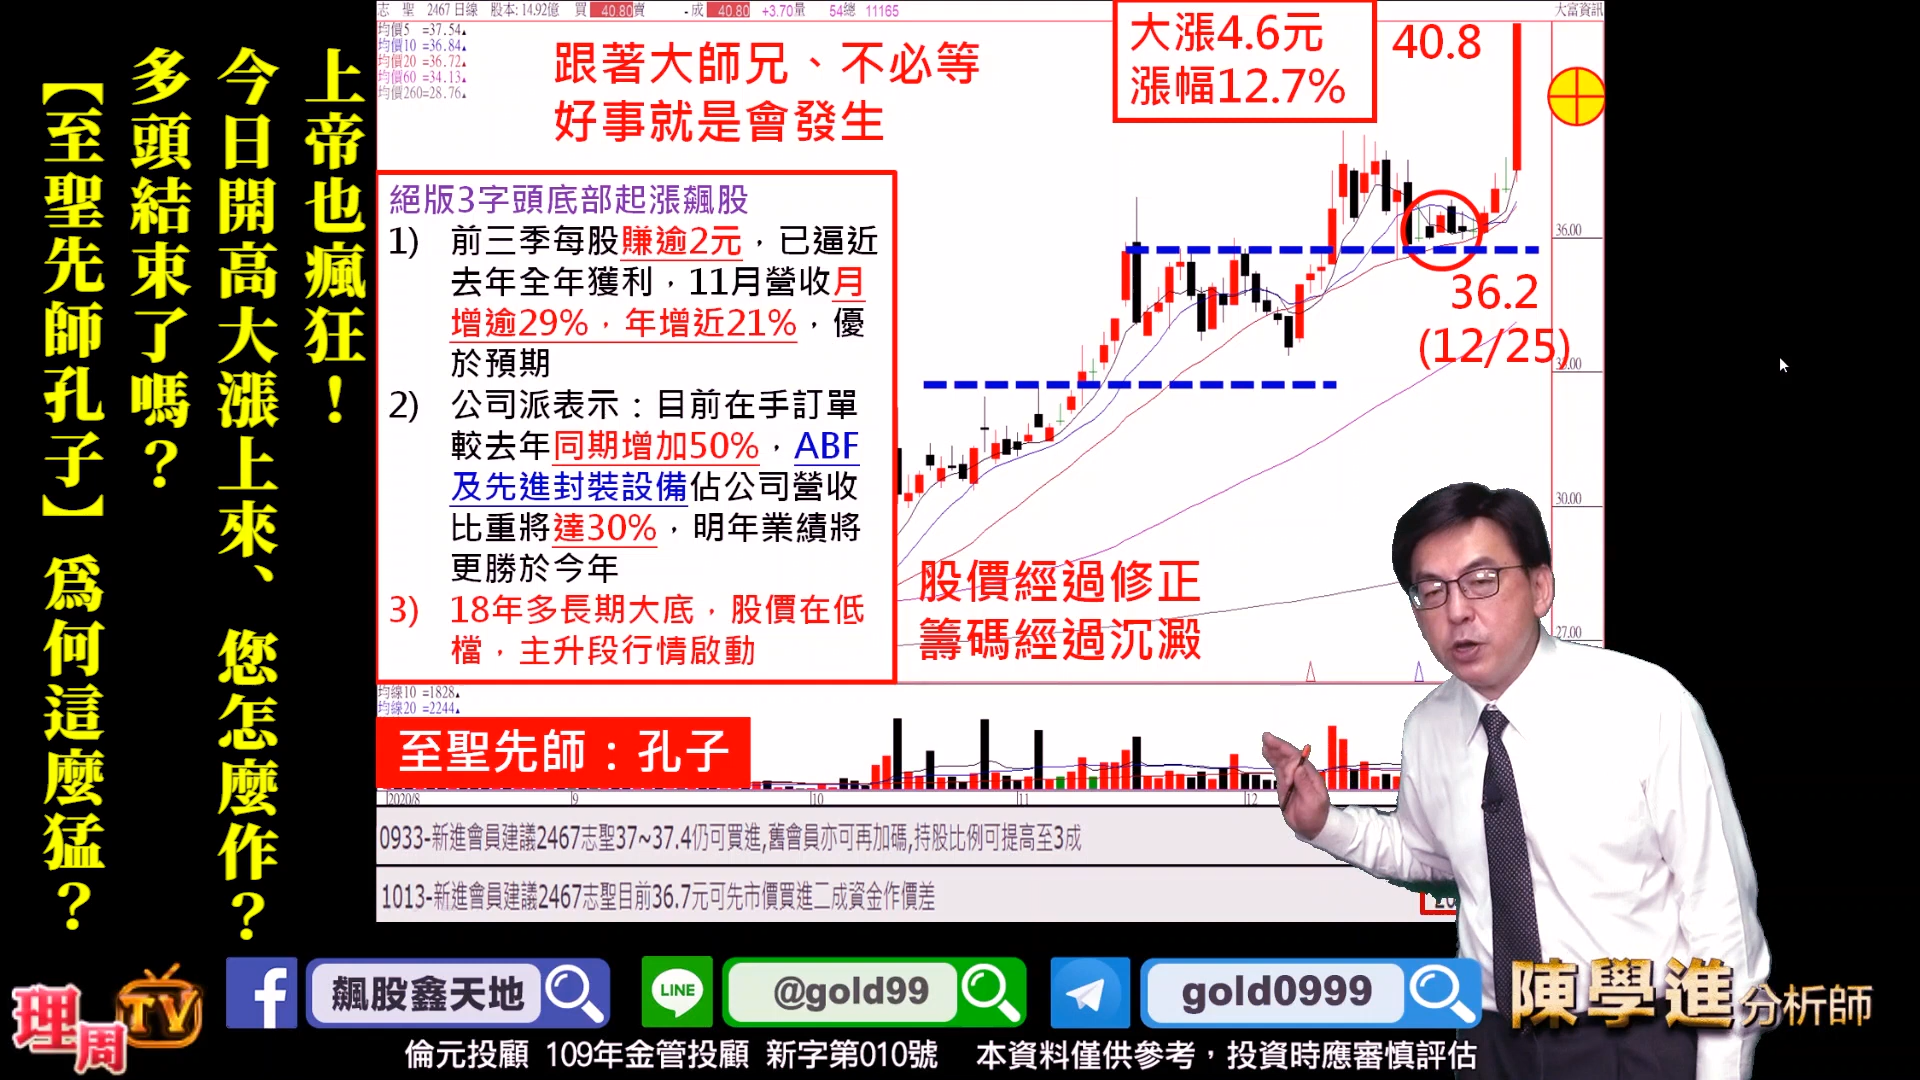 上帝也瘋狂！
今日開高大漲上來、您怎麼作？
多頭結束了嗎？
【至聖先師孔子】為何這麼猛？
志 聖 2467 日線 股本: 14.92億 買 40.80 賣 - 成 40.80 +3.70 量 54 總 11165
大富資訊
均價5 =37.54▲
均價10 =36.84▲
均價20 =36.72▲
均價60 =34.13▲
均價260=28.76▲
跟著大師兄、不必等
好事就是會發生
大漲4.6元
漲幅12.7%
40.8
絕版3字頭底部起漲飆股
1) 前三季每股賺逾2元，已逼近
去年全年獲利，11月營收月
增逾29%，年增近21%，優
於預期
2) 公司派表示：目前在手訂單
較去年同期增加50%，ABF
及先進封裝設備佔公司營收
比重將達30%，明年業績將
更勝於今年
3) 18年多長期大底，股價在低
檔，主升段行情啟動
36.00
36.2
(12/25)
33.00
30.00
27.00
股價經過修正
籌碼經過沉澱
均線10 =1828▲
均線20 =2244▲
至聖先師：孔子
2020/8 9 10 11 12
0933-新進會員建議2467志聖37~37.4仍可買進,舊會員亦可再加碼,持股比例可提高至3成
1013-新進會員建議2467志聖目前36.7元可先市價買進二成資金作價差
理周TV
飆股鑫天地
LINE
@gold99
gold0999
陳學進分析師
倫元投顧 109年金管投顧 新字第010號 本資料僅供參考，投資時應審慎評估